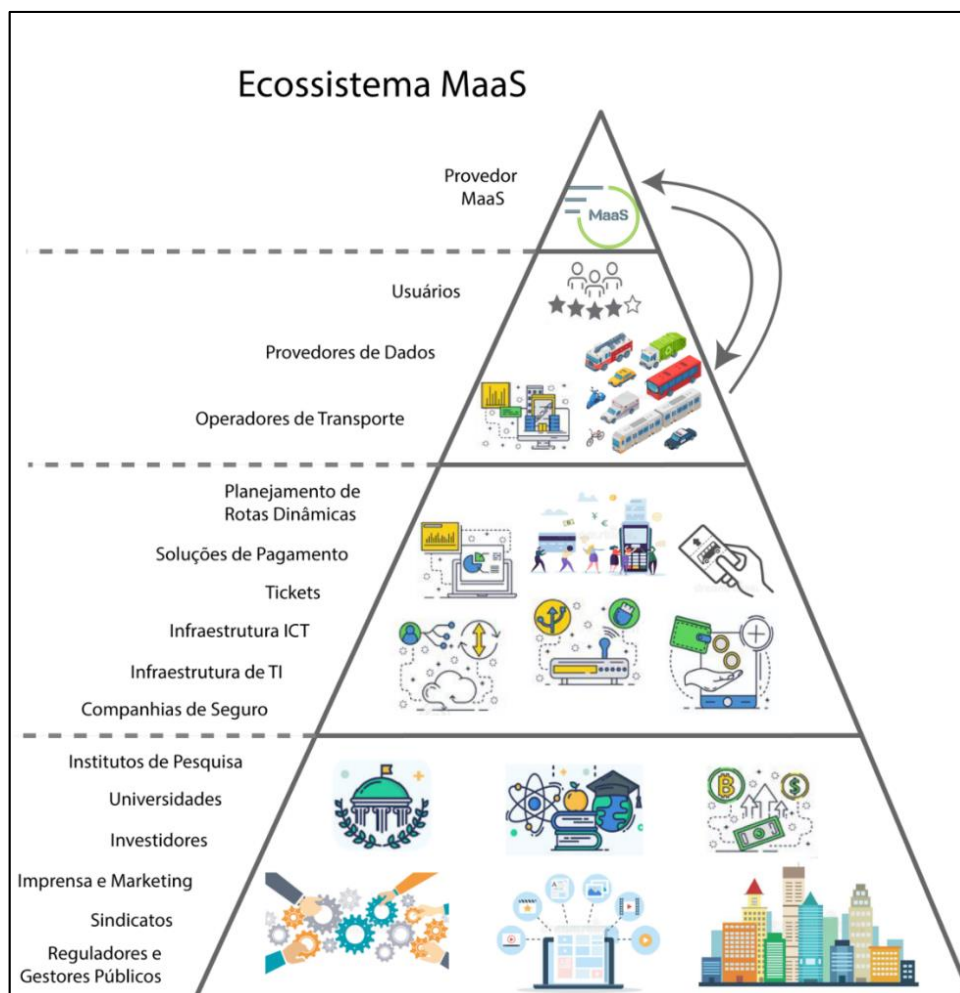 Ecossistema MaaS
Provedor
MaaS
MaaS
Usuários
Provedores de Dados
Operadores de Transporte
Planejamento de
Rotas Dinâmicas
Soluções de Pagamento
Tickets
Infraestrutura ICT
Infraestrutura de TI
Companhias de Seguro
Institutos de Pesquisa
Universidades
Investidores
Imprensa e Marketing
Sindicatos
Reguladores e
Gestores Públicos